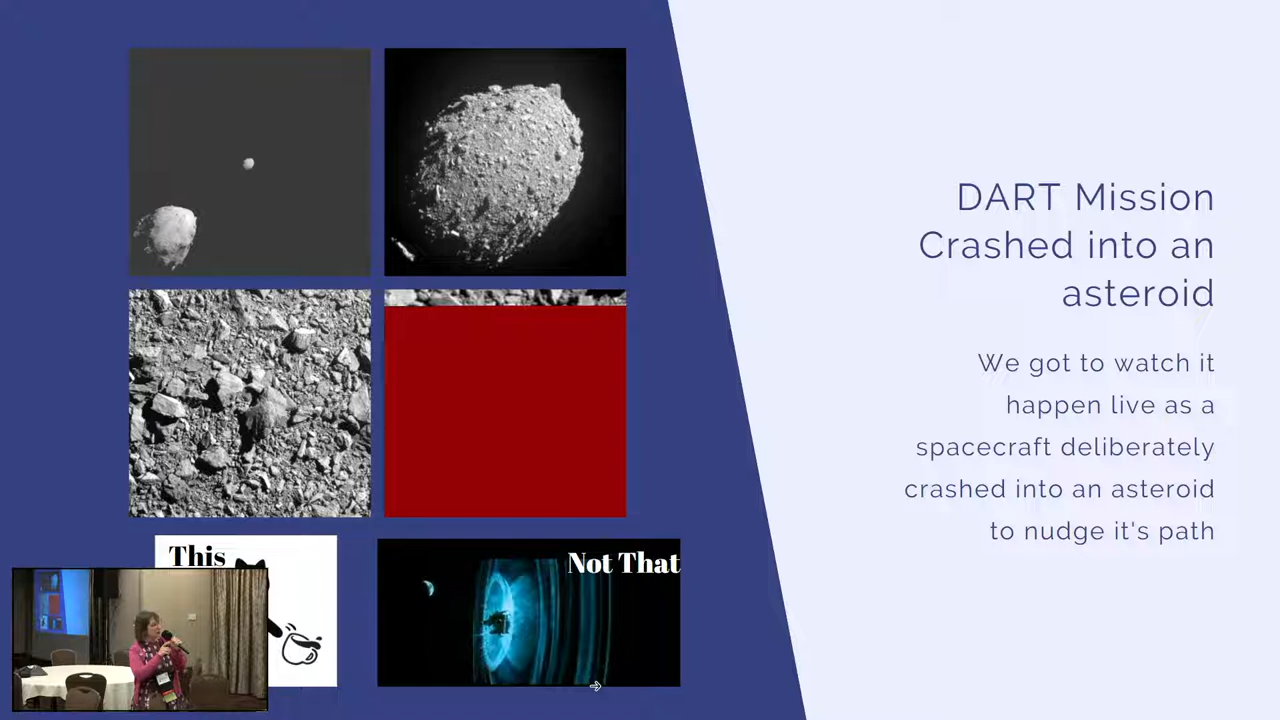 DART Mission
Crashed into an
asteroid
We got to watch it
happen live as a
spacecraft deliberately
crashed into an asteroid
to nudge it's path
This
Not That